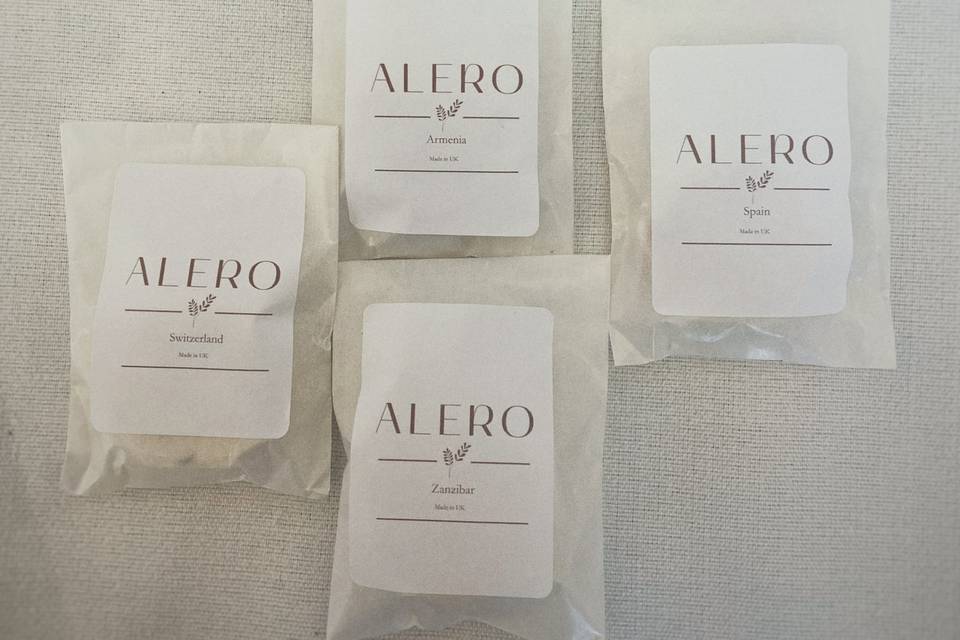 ALERO
Armenia
Made in UK
ALERO
Spain
Made in UK
ALERO
Switzerland
Made in UK
ALERO
Zanzibar
Made in UK